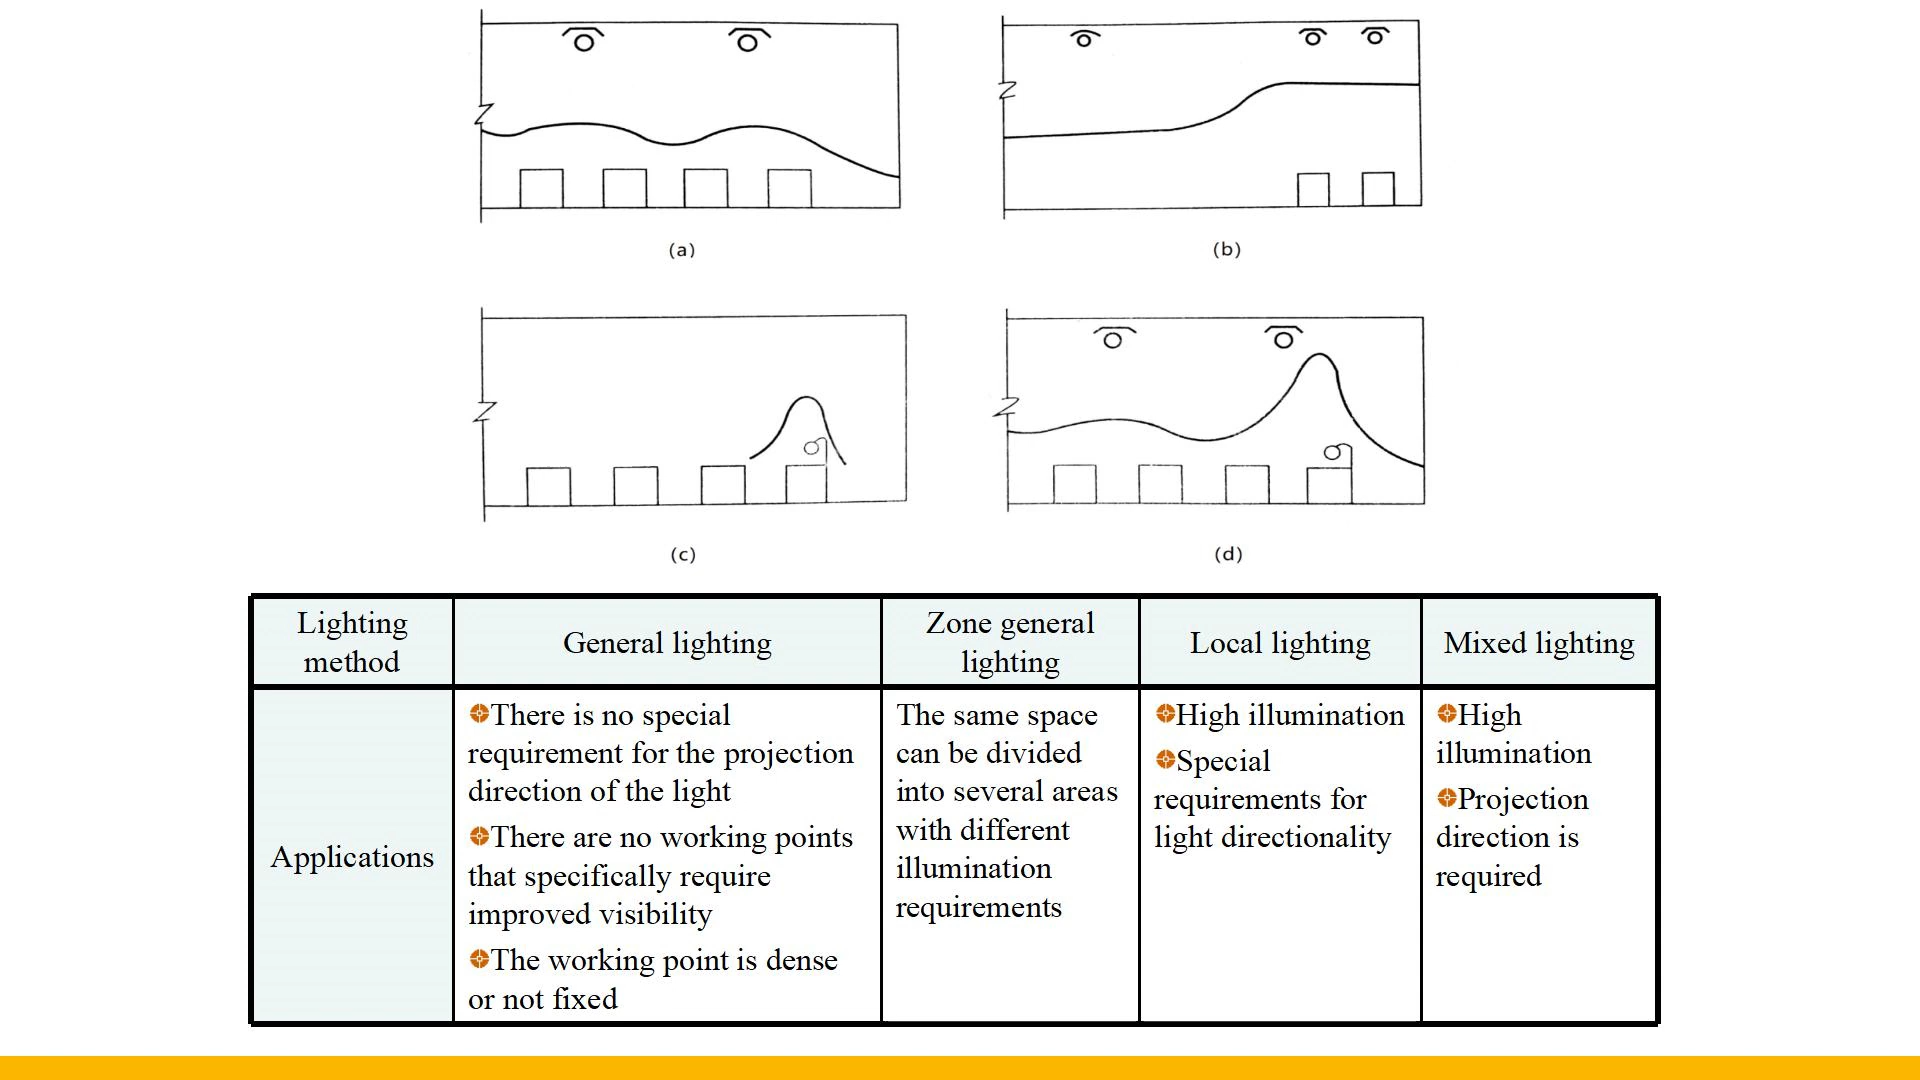 (a)
(b)
(c)
(d)
Lighting
method
General lighting
Zone general
lighting
Local lighting
Mixed lighting
Applications
There is no special
requirement for the projection
direction of the light
There are no working points
that specifically require
improved visibility
The working point is dense
or not fixed
The same space
can be divided
into several areas
with different
illumination
requirements
High illumination
Special
requirements for
light directionality
High
illumination
Projection
direction is
required